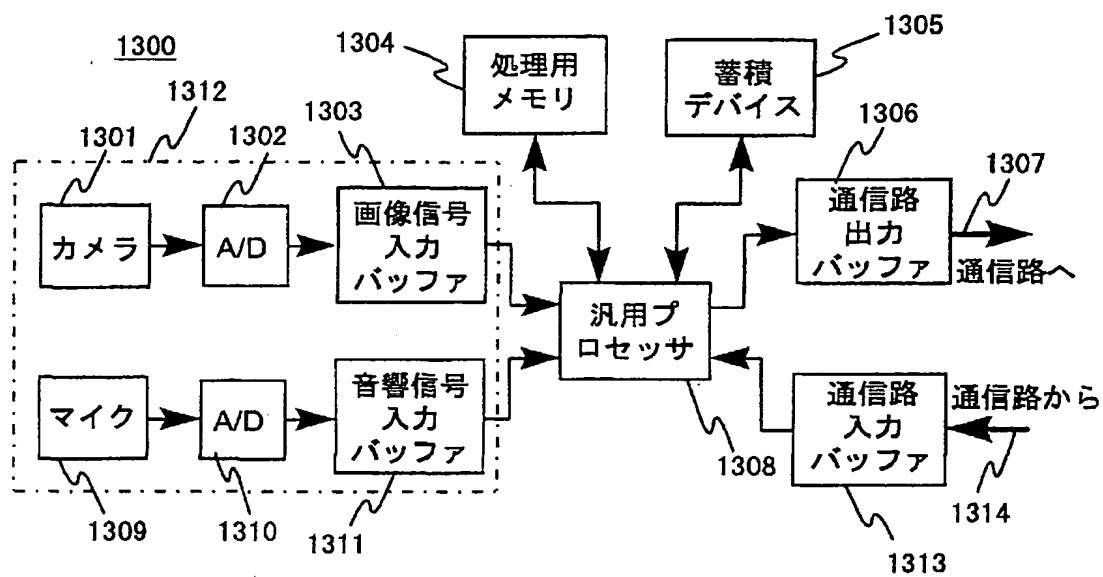 1300
1312
1301
1302
1303
1304
1305
1306
1307
処理用
メモリ
蓄積
デバイス
カメラ
A/D
画像信号
入力
バッファ
通信路
出力
バッファ
通信路へ
汎用プ
ロセッサ
マイク
A/D
音響信号
入力
バッファ
通信路
入力
バッファ
通信路から
1308
1309
1310
1311
1313
1314